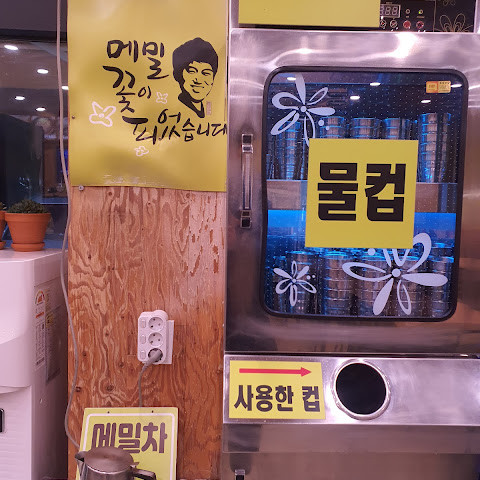 메밀
꽃이
피었습니다
물컵
사용한 컵
메밀차